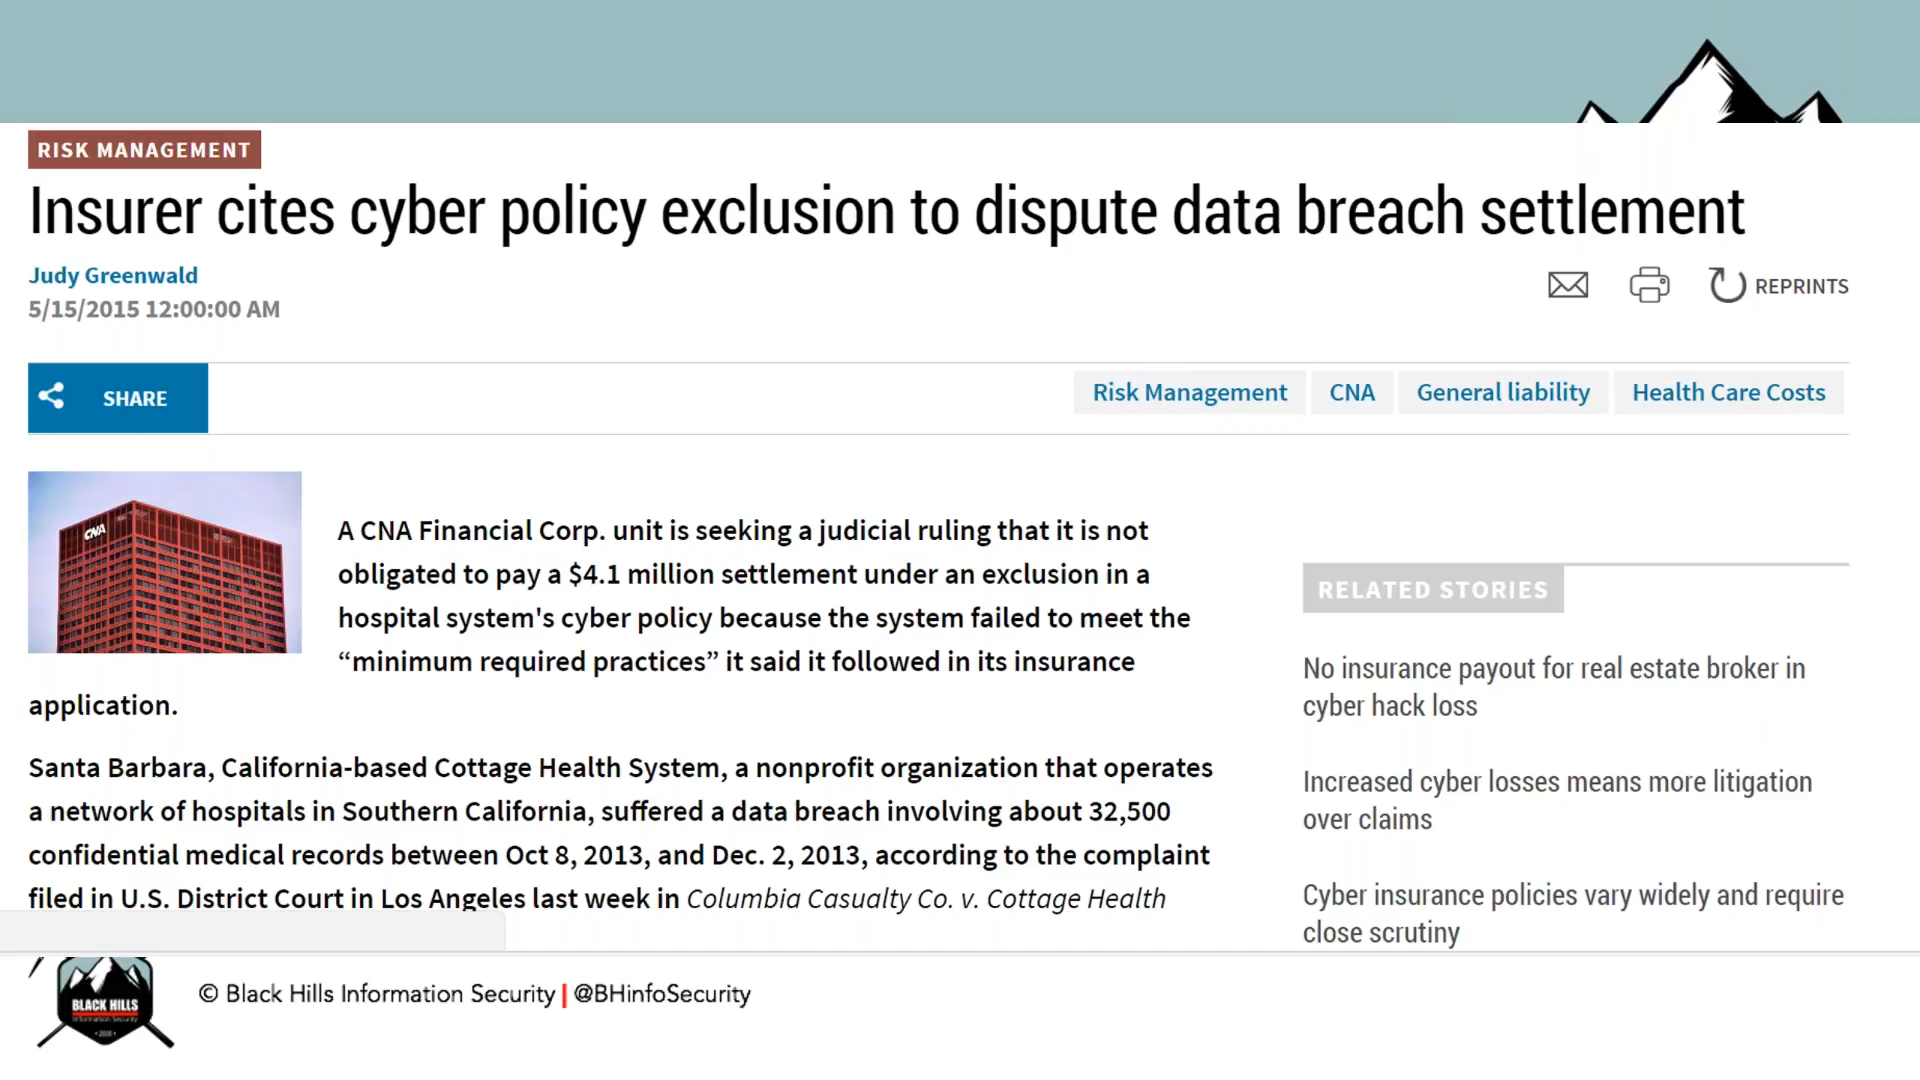 RISK MANAGEMENT
Insurer cites cyber policy exclusion to dispute data breach settlement
Judy Greenwald
5/15/2015 12:00:00 AM
REPRINTS
SHARE
Risk Management
CNA
General liability
Health Care Costs
CNA
A CNA Financial Corp. unit is seeking a judicial ruling that it is not
obligated to pay a $4.1 million settlement under an exclusion in a
hospital system's cyber policy because the system failed to meet the
“minimum required practices” it said it followed in its insurance
application.
Santa Barbara, California-based Cottage Health System, a nonprofit organization that operates
a network of hospitals in Southern California, suffered a data breach involving about 32,500
confidential medical records between Oct 8, 2013, and Dec. 2, 2013, according to the complaint
filed in U.S. District Court in Los Angeles last week in Columbia Casualty Co. v. Cottage Health
RELATED STORIES
No insurance payout for real estate broker in
cyber hack loss
Increased cyber losses means more litigation
over claims
Cyber insurance policies vary widely and require
close scrutiny
BLACK HILLS
Information Security
© Black Hills Information Security | @BHinfoSecurity